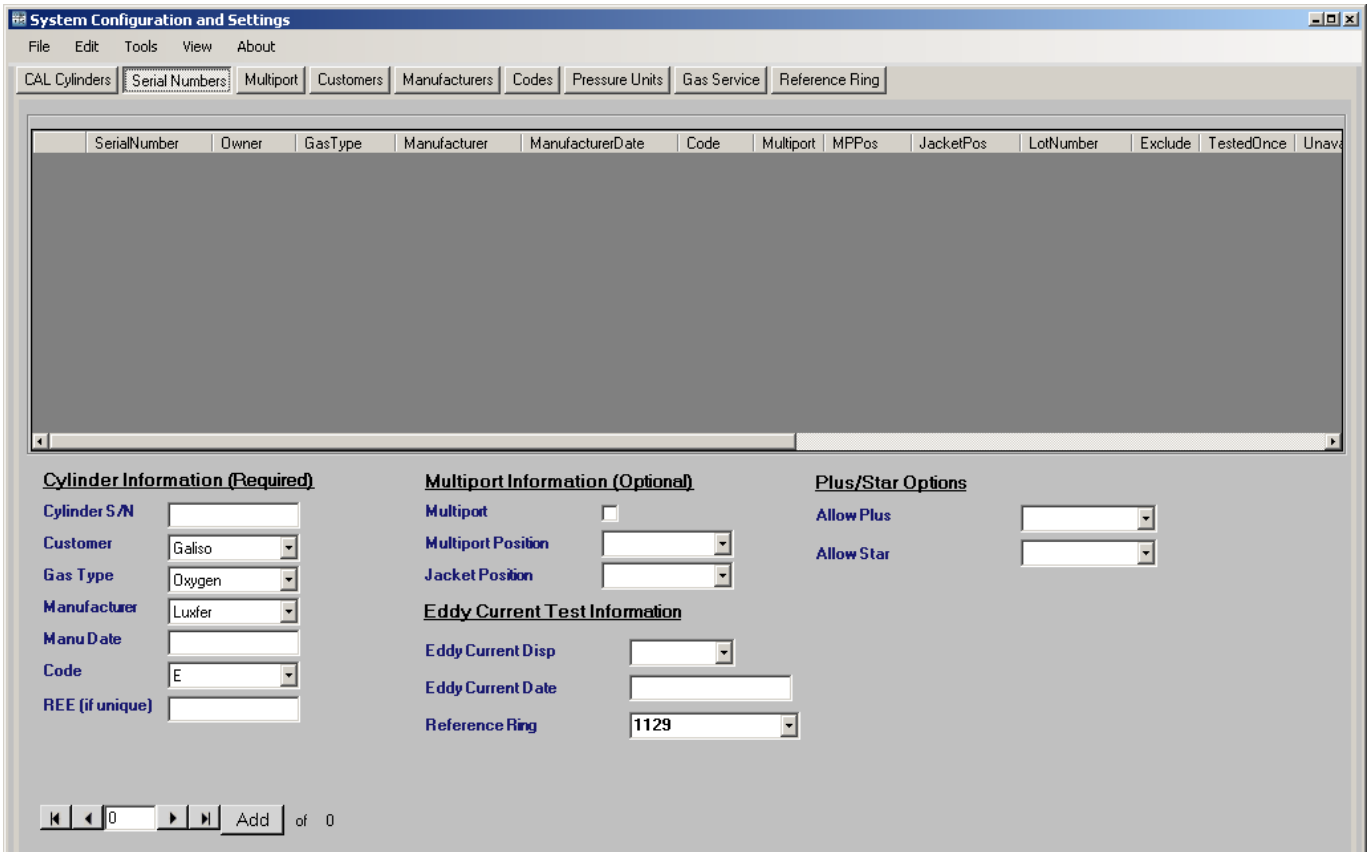 System Configuration and Settings
File Edit Tools View About
CAL Cylinders Serial Numbers Multiport Customers Manufacturers Codes Pressure Units Gas Service Reference Ring
SerialNumber Owner GasType Manufacturer ManufacturerDate Code Multiport MPPos JacketPos LotNumber Exclude TestedOnce Unava
Cylinder Information (Required) Multiport Information (Optional) Plus/Star Options
Cylinder S/N Multiport Allow Plus
Customer Galiso Multiport Position Allow Star
Gas Type Oxygen Jacket Position
Manufacturer Luxfer Eddy Current Test Information
Manu Date Eddy Current Disp
Code E Eddy Current Date
REE (if unique) Reference Ring 1129
0 Add of 0